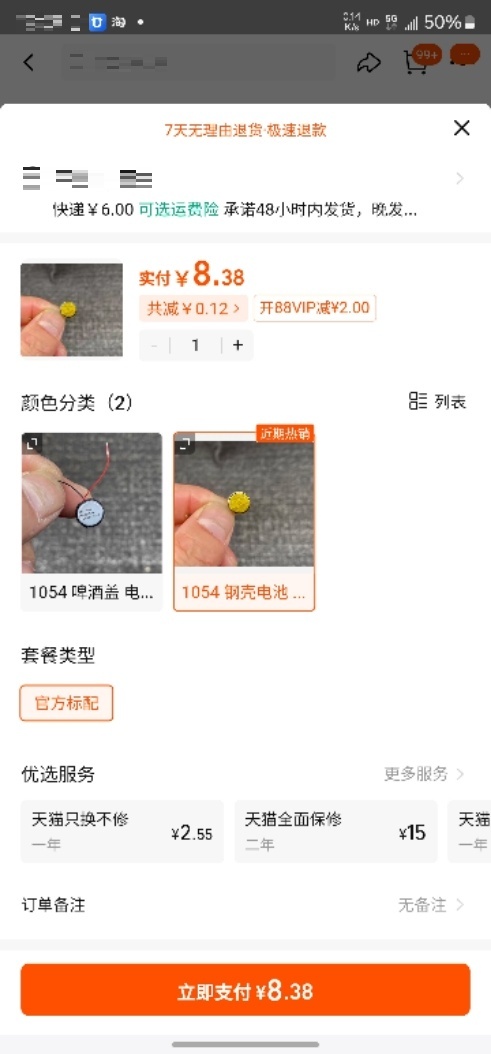 淘
0.14
K/s
HD
5G
50%
99+
7天无理由退货·极速退款
快递￥6.00 可选运费险 承诺48小时内发货，晚发...
实付￥8.38
共减￥0.12 >
开88VIP减¥2.00
- 1 +
颜色分类（2）
列表
近期热销
1054 啤酒盖 电...
1054 钢壳电池 ...
套餐类型
官方标配
优选服务
更多服务 >
天猫只换不修
一年
¥2.55
天猫全面保修
二年
¥15
天猫
一年
订单备注
无备注 >
立即支付 ¥8.38